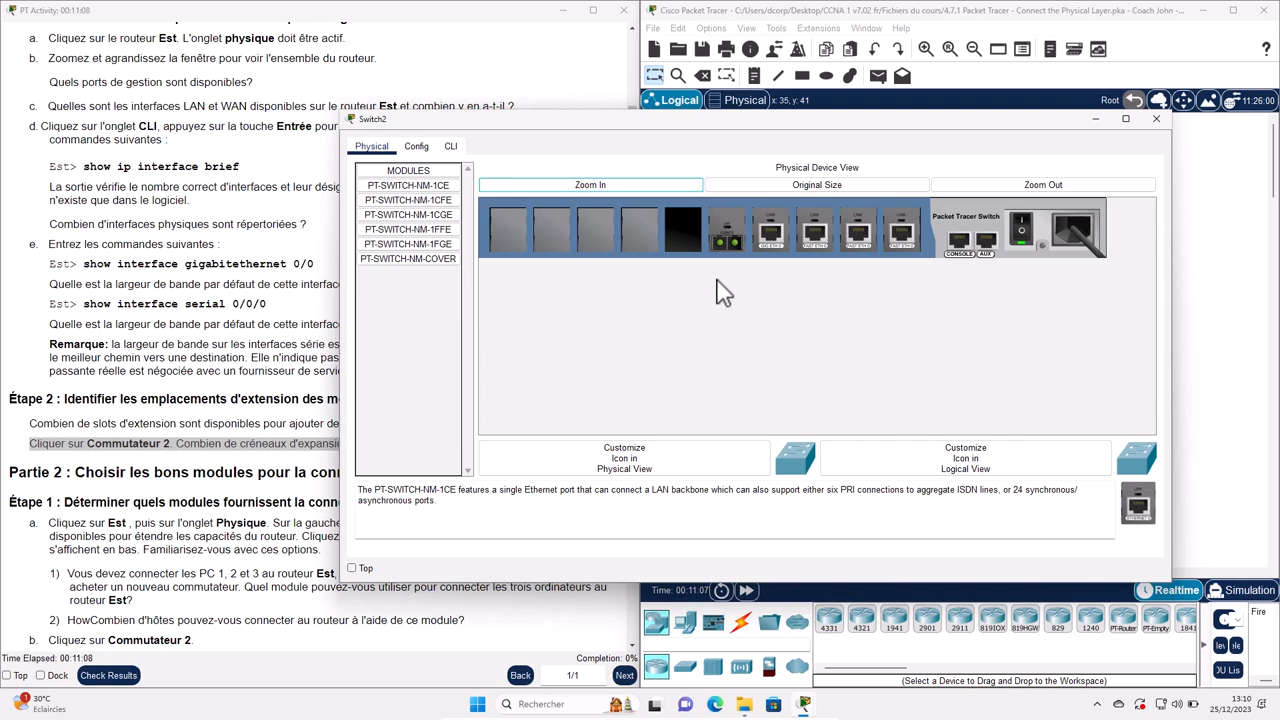 PT Activity: 00:11:08
a. Cliquez sur le routeur Est. L'onglet physique doit être actif.
b. Zoomez et agrandissez la fenêtre pour voir l'ensemble du routeur.
Quels ports de gestion sont disponibles?
c. Quelles sont les interfaces LAN et WAN disponibles sur le routeur Est et combien y en a-t-il ?
d. Cliquez sur l'onglet CLI, appuyez sur la touche Entrée pour
commandes suivantes :
Est> show ip interface brief
La sortie vérifie le nombre correct d'interfaces et leur dési
n'existe que dans le logiciel.
Combien d'interfaces physiques sont répertoriées ?
e. Entrez les commandes suivantes :
Est> show interface gigabitethernet 0/0
Quelle est la largeur de bande par défaut de cette interfac
Est> show interface serial 0/0/0
Quelle est la largeur de bande par défaut de cette interfac
Remarque: la largeur de bande sur les interfaces série es
le meilleur chemin vers une destination. Elle n'indique pas
passante réelle est négociée avec un fournisseur de servi
Étape 2 : Identifier les emplacements d'extension des m
Combien de slots d'extension sont disponibles pour ajouter de
Cliquer sur Commutateur 2. Combien de créneaux d'expansi
Partie 2 : Choisir les bons modules pour la conn
Étape 1 : Déterminer quels modules fournissent la conn
a. Cliquez sur Est , puis sur l'onglet Physique. Sur la gauch
disponibles pour étendre les capacités du routeur. Cliquez
s'affichent en bas. Familiarisez-vous avec ces options.
1) Vous devez connecter les PC 1, 2 et 3 au routeur Est,
acheter un nouveau commutateur. Quel module pouvez-vous utiliser pour connecter les trois ordinateurs au
routeur Est?
2) HowCombien d'hôtes pouvez-vous connecter au routeur à l'aide de ce module?
b. Cliquez sur Commutateur 2.
Time Elapsed: 00:11:08
Completion: 0%
Top
Dock
Check Results
Back
1/1
Next
Cisco Packet Tracer - C:/Users/dcorp/Desktop/CCNA 1 v7.02 fr/Fichiers du cours/4.7.1 Packet Tracer - Connect the Physical Layer.pka - Coach John -
File Edit Options View Tools Extensions Window Help
Logical
Physical
x: 35, y: 41
Root
11:26:00
Switch2
Physical Config CLI
MODULES
PT-SWITCH-NM-1CE
PT-SWITCH-NM-1CFE
PT-SWITCH-NM-1CGE
PT-SWITCH-NM-1FFE
PT-SWITCH-NM-1FGE
PT-SWITCH-NM-COVER
Physical Device View
Zoom In
Original Size
Zoom Out
Packet Tracer Switch
CONSOLE
AUX
Customize
Icon in
Physical View
Customize
Icon in
Logical View
The PT-SWITCH-NM-1CE features a single Ethernet port that can connect a LAN backbone which can also support either six PRI connections to aggregate ISDN lines, or 24 synchronous/
asynchronous ports.
Top
Time: 00:11:07
Realtime
Simulation
4331 4321 1941 2901 2911 819IOX 819HGW 829 1240 PT-Router PT-Empty 1841
(Select a Device to Drag and Drop to the Workspace)
Fire
30°C
Eclaircies
Rechercher
13:10
25/12/2023